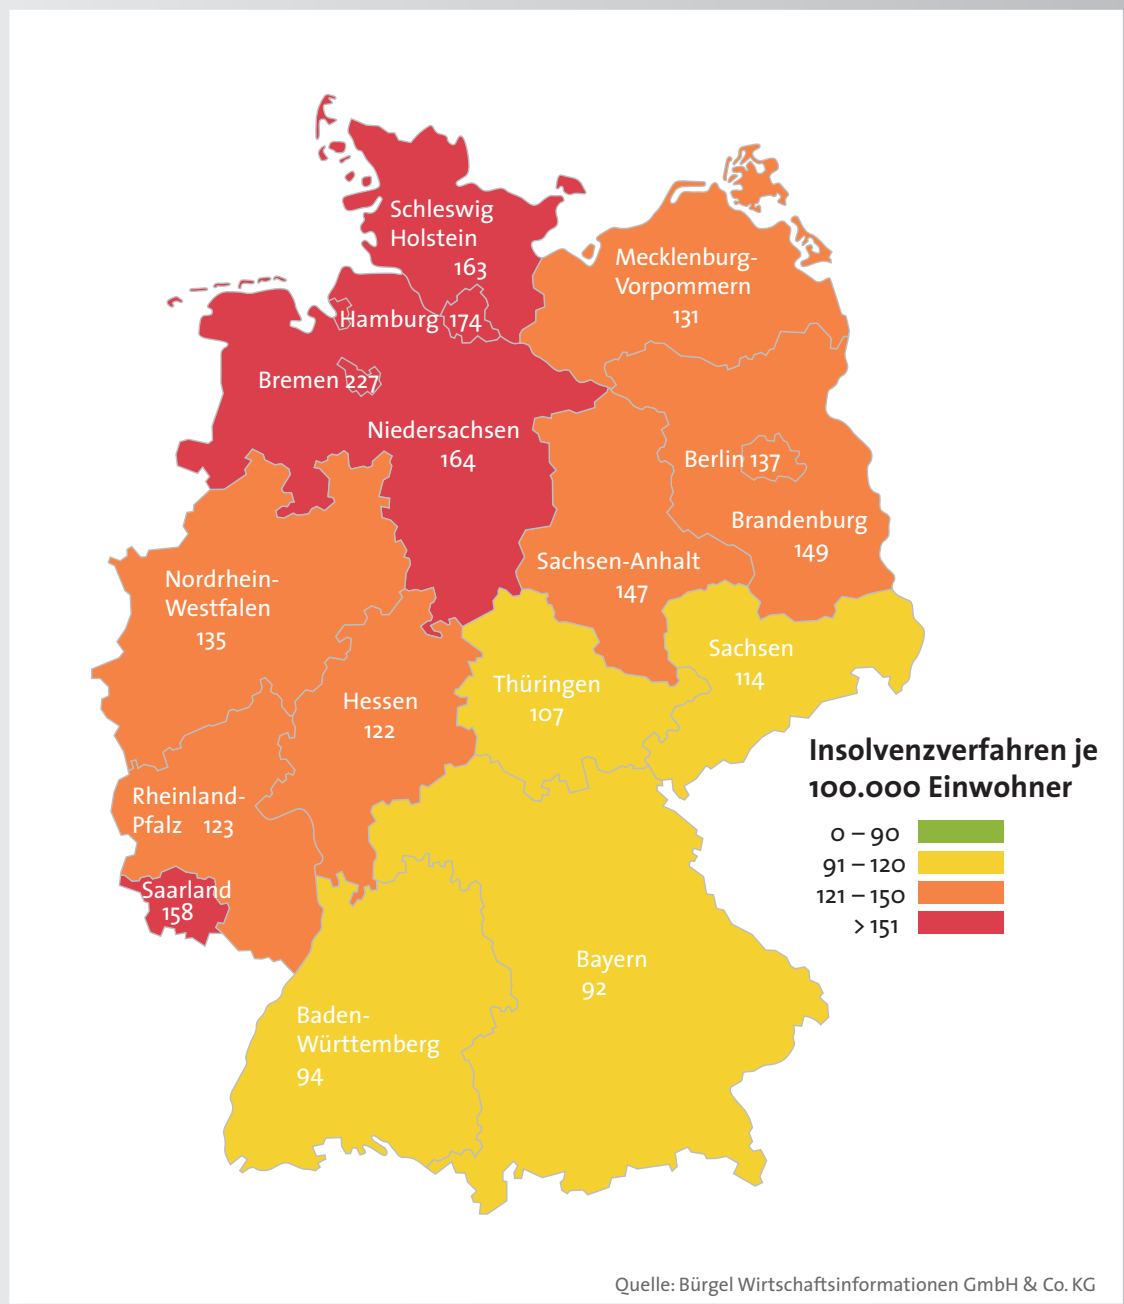 Schleswig
Holstein
163
Mecklenburg-
Vorpommern
131
Hamburg 174
Bremen 227
Niedersachsen
164
Berlin 137
Brandenburg
149
Sachsen-Anhalt
147
Nordrhein-
Westfalen
135
Sachsen
114
Thüringen
107
Hessen
122
Insolvenzverfahren je
100.000 Einwohner
0 – 90
91 – 120
121 – 150
> 151
Rheinland-
Pfalz 123
Saarland
158
Bayern
92
Baden-
Württemberg
94
Quelle: Bürgel Wirtschaftsinformationen GmbH & Co. KG